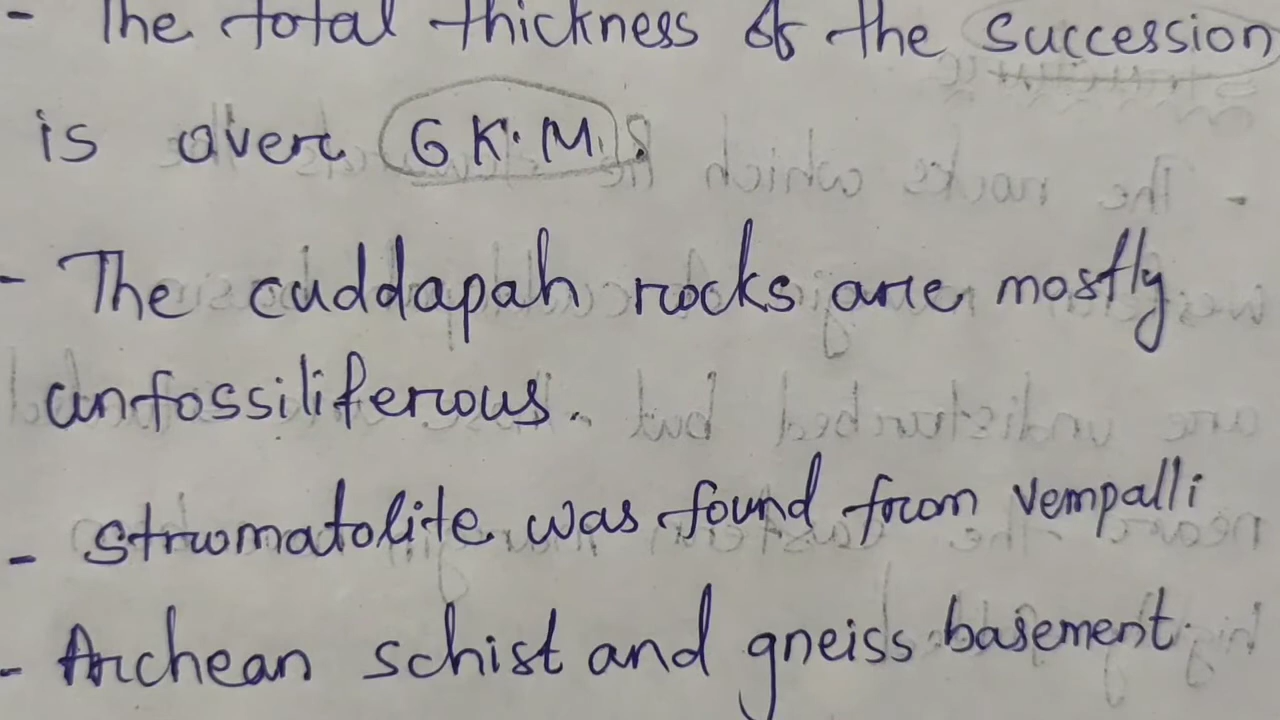 - The total thickness of the succession
is over 6 K.M.
- The cuddapah rocks are mostly
unfossiliferous.
- stromatolite was found from vempalli
- Archean schist and gneiss basement.